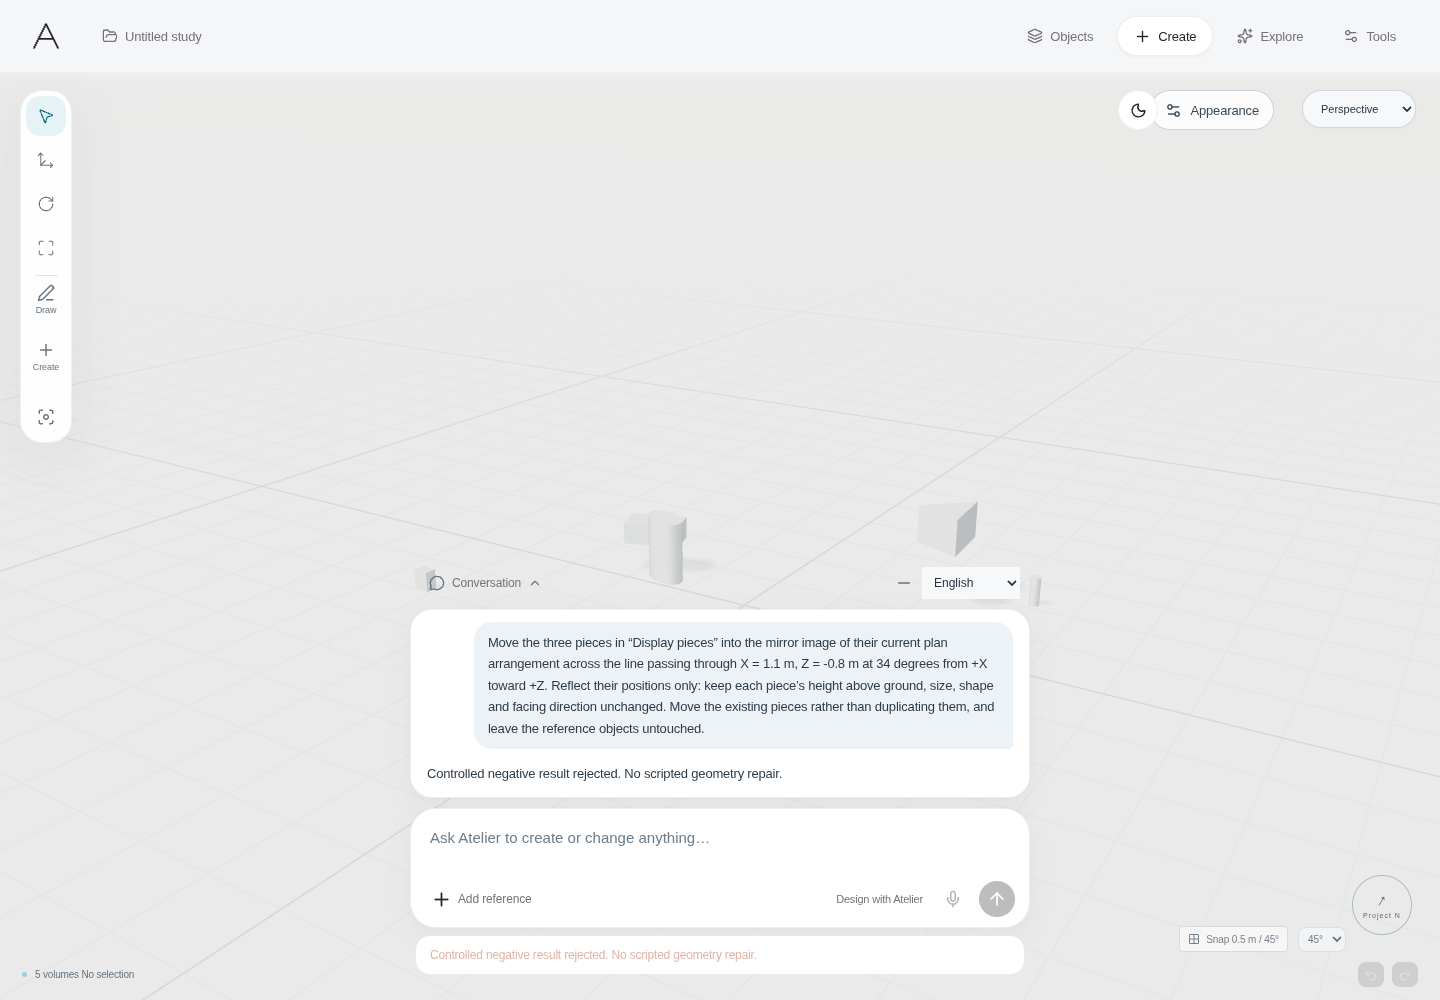 Untitled study
Objects
Create
Explore
Tools
Appearance
Perspective
Draw
Create
Conversation
English
Move the three pieces in “Display pieces” into the mirror image of their current plan
arrangement across the line passing through X = 1.1 m, Z = -0.8 m at 34 degrees from +X
toward +Z. Reflect their positions only: keep each piece’s height above ground, size, shape
and facing direction unchanged. Move the existing pieces rather than duplicating them, and
leave the reference objects untouched.
Controlled negative result rejected. No scripted geometry repair.
Ask Atelier to create or change anything…
Add reference
Design with Atelier
Project N
Snap 0.5 m / 45°
45°
Controlled negative result rejected. No scripted geometry repair.
5 volumes No selection